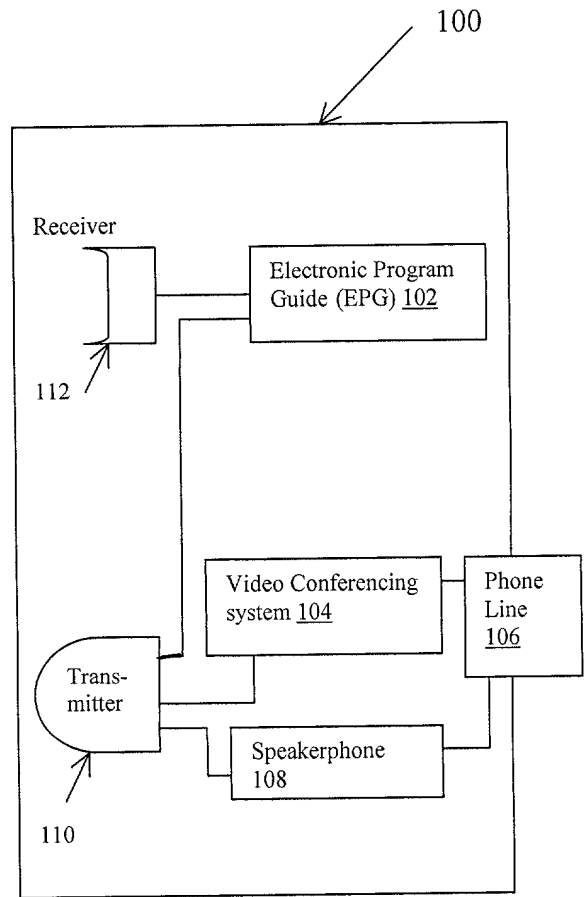 100
Receiver
Electronic Program
Guide (EPG) 102
112
Video Conferencing
system 104
Phone
Line
106
Trans-
mitter
Speakerphone
108
110